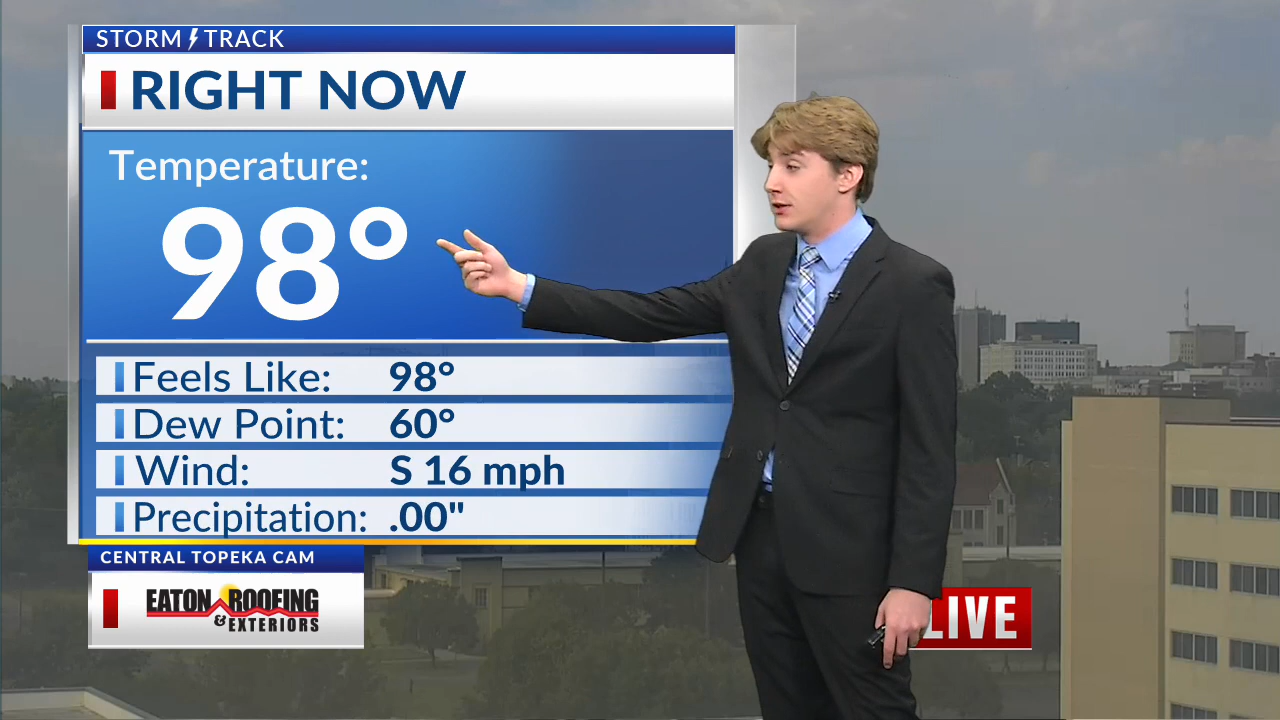 STORM TRACK
RIGHT NOW
Temperature:
98°
Feels Like: 98°
Dew Point: 60°
Wind: S 16 mph
Precipitation: .00"
CENTRAL TOPEKA CAM
EATON ROOFING
& EXTERIORS
LIVE